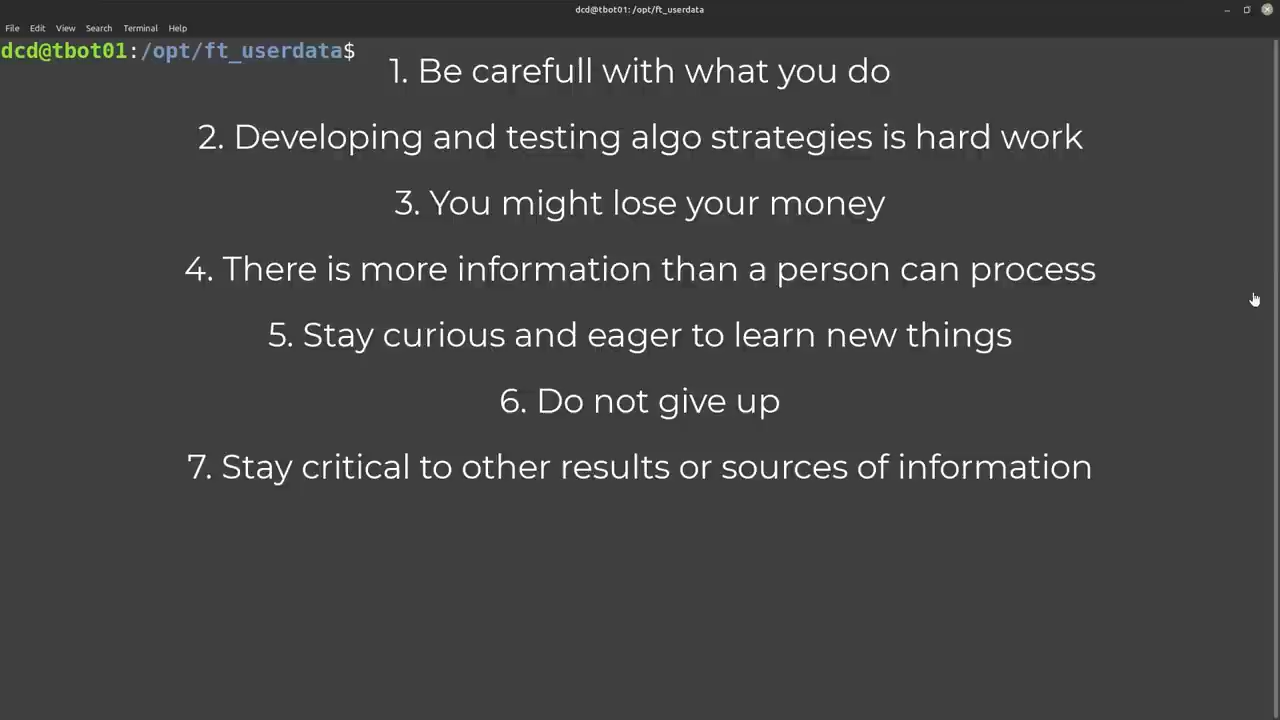 dcd@tbot01: /opt/ft_userdata
File Edit View Search Terminal Help
dcd@tbot01:/opt/ft_userdata$
1. Be carefull with what you do
2. Developing and testing algo strategies is hard work
3. You might lose your money
4. There is more information than a person can process
5. Stay curious and eager to learn new things
6. Do not give up
7. Stay critical to other results or sources of information